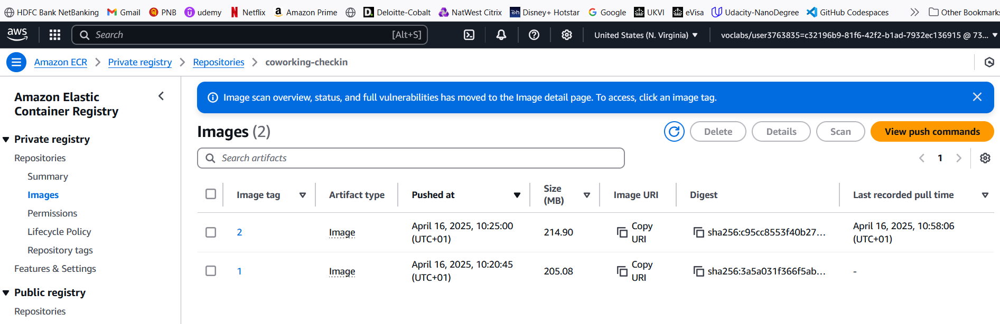 HDFC Bank NetBanking Gmail PNB udemy Netflix Amazon Prime Deloitte-Cobalt NatWest Citrix Disney+ Hotstar Google UKVI eVisa Udacity-NanoDegree GitHub Codespaces Other Bookmarks
aws Search [Alt+S] United States (N. Virginia) voclabs/user3763835=c32196b9-81f6-42f2-b1ad-7932ec136915 @ 73...
Amazon ECR Private registry Repositories coworking-checkin
Amazon Elastic
Container Registry
Private registry
Repositories
Summary
Images
Permissions
Lifecycle Policy
Repository tags
Features & Settings
Public registry
Repositories
Image scan overview, status, and full vulnerabilities has moved to the Image detail page. To access, click an image tag.
Images (2) Delete Details Scan View push commands
Search artifacts 1
Image tag Artifact type Pushed at Size (MB) Image URI Digest Last recorded pull time
2 Image April 16, 2025, 10:25:00 (UTC+01) 214.90 Copy URI sha256:c95cc8553f40b27... April 16, 2025, 10:58:06 (UTC+01)
1 Image April 16, 2025, 10:20:45 (UTC+01) 205.08 Copy URI sha256:3a5a031f366f5ab... -